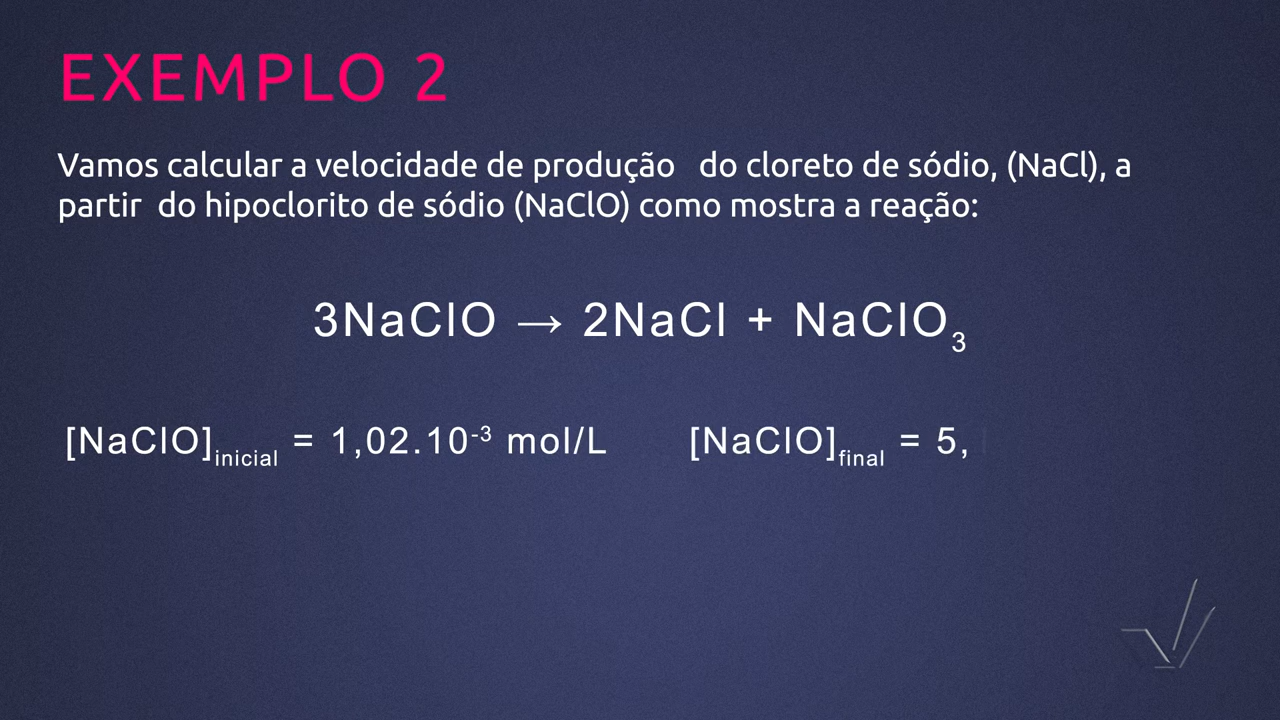 EXEMPLO 2
Vamos calcular a velocidade de produção do cloreto de sódio, (NaCl), a
partir do hipoclorito de sódio (NaClO) como mostra a reação:
3NaClO → 2NaCl + NaClO₃
[NaClO]inicial = 1,02.10⁻³ mol/L [NaClO]final = 5,